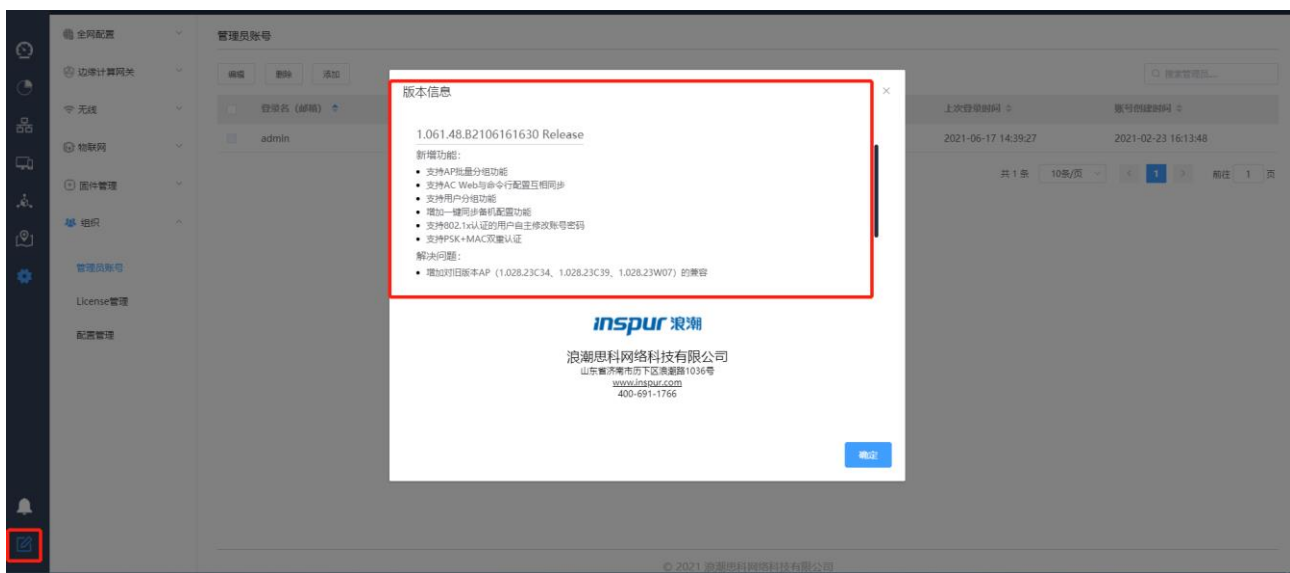 全网配置
边缘计算网关
无线
物联网
固件管理
组织
管理员账号
License管理
配置管理
管理员账号
编辑 删除 添加
搜索管理员...
登录名（邮箱） 上次登录时间 账号创建时间
admin 2021-06-17 14:39:27 2021-02-23 16:13:48
共 1 条 10条/页 1 前往 1 页
版本信息
1.061.48.B2106161630 Release
新增功能：
支持AP批量分组功能
支持AC Web与命令行配置互相同步
支持用户分组功能
增加一键同步备机配置功能
支持802.1x认证的用户自主修改账号密码
支持PSK+MAC双重认证
解决问题：
增加对旧版本AP（1.028.23C34、1.028.23C39、1.028.23W07）的兼容
inspur 浪潮
浪潮思科网络科技有限公司
山东省济南市历下区浪潮路1036号
www.inspur.com
400-691-1766
确定
© 2021 浪潮思科网络科技有限公司